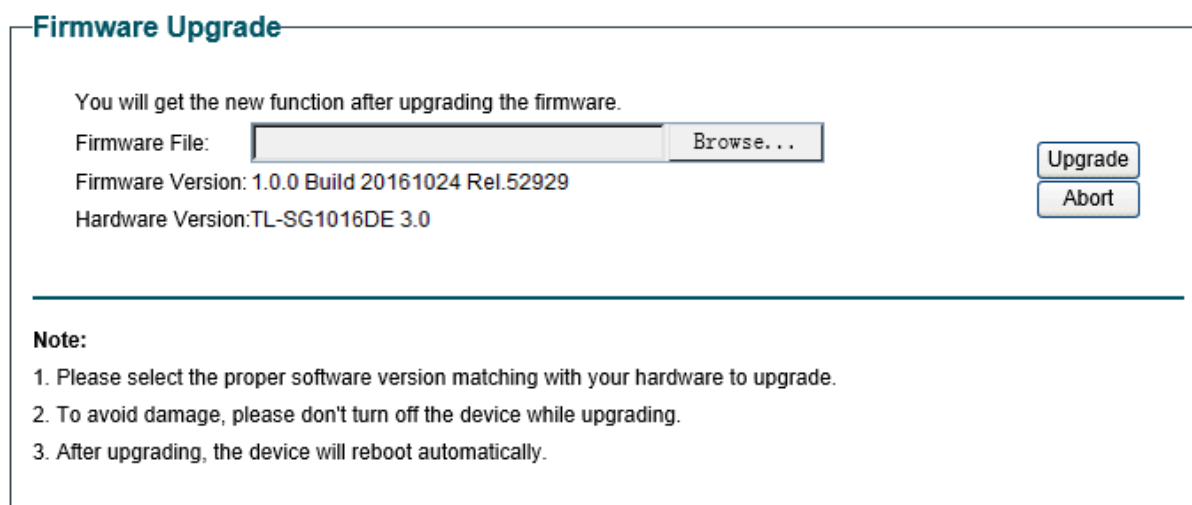 Firmware Upgrade
You will get the new function after upgrading the firmware.
Firmware File: Browse...
Upgrade
Firmware Version: 1.0.0 Build 20161024 Rel.52929
Abort
Hardware Version:TL-SG1016DE 3.0
Note:
1. Please select the proper software version matching with your hardware to upgrade.
2. To avoid damage, please don't turn off the device while upgrading.
3. After upgrading, the device will reboot automatically.